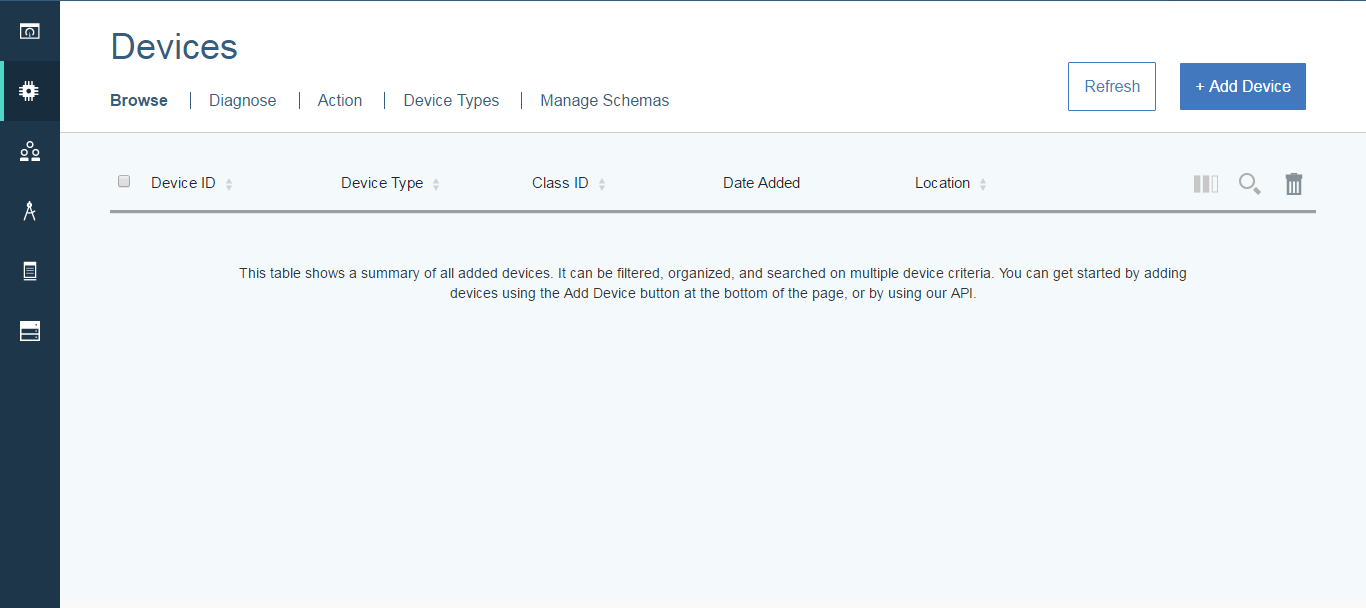 Devices
Browse | Diagnose | Action | Device Types | Manage Schemas
Refresh
+ Add Device
Device ID Device Type Class ID Date Added Location
This table shows a summary of all added devices. It can be filtered, organized, and searched on multiple device criteria. You can get started by adding
devices using the Add Device button at the bottom of the page, or by using our API.